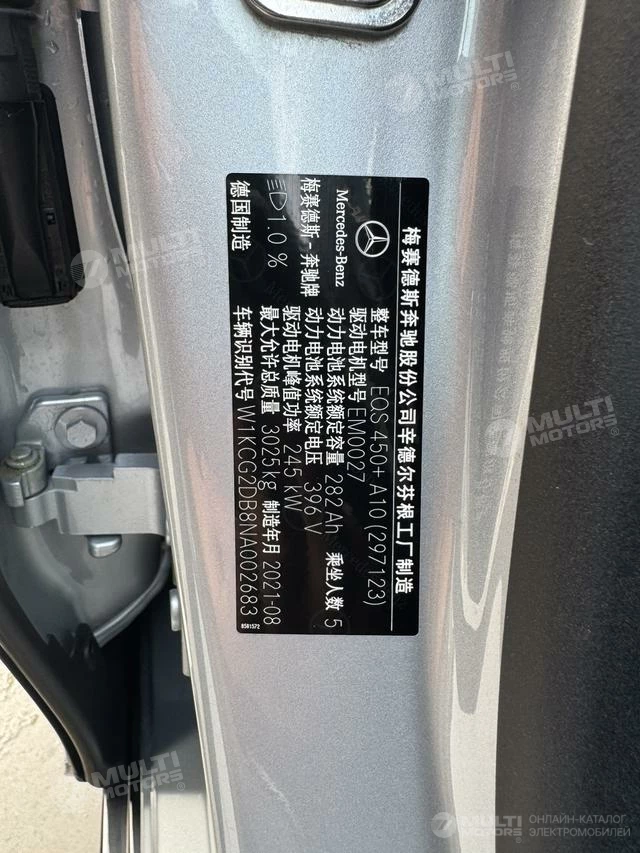 梅赛德斯奔驰股份公司辛德尔芬根工厂制造
Mercedes-Benz
梅赛德斯-奔驰牌
1.0 %
德国制造
整车型号 EQS 450+ A10 (297123)
驱动电机型号 EM0027
动力电池系统额定容量 282Ah 乘坐人数 5
动力电池系统额定电压 396 V
驱动电机峰值功率 245 kW
最大允许总质量 3025kg 制造年月 2021-08
车辆识别代号 W1KCG2DB8NA002683
8581572
MULTI MOTORS
MULTI MOTORS
MULTI MOTORS
MULTI MOTORS
MULTI MOTORS
ОНЛАЙН-КАТАЛОГ
ЭЛЕКТРОМОБИЛЕЙ